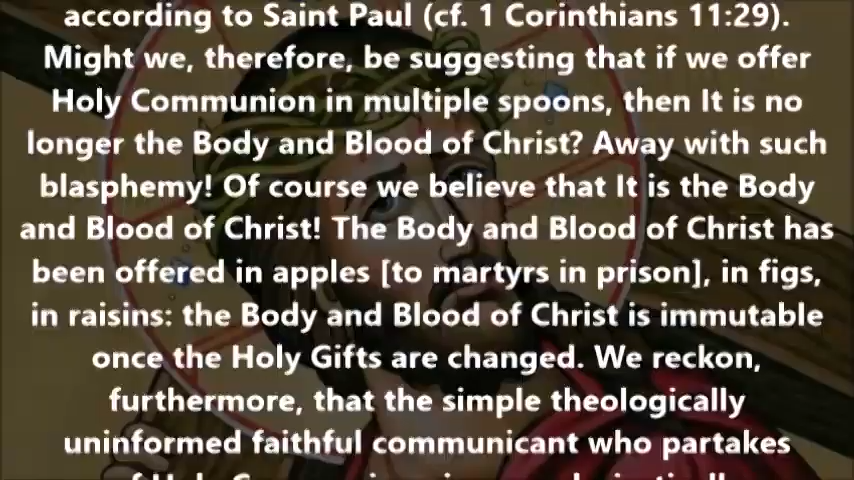 according to Saint Paul (cf. 1 Corinthians 11:29).
Might we, therefore, be suggesting that if we offer
Holy Communion in multiple spoons, then It is no
longer the Body and Blood of Christ? Away with such
blasphemy! Of course we believe that It is the Body
and Blood of Christ! The Body and Blood of Christ has
been offered in apples [to martyrs in prison], in figs,
in raisins: the Body and Blood of Christ is immutable
once the Holy Gifts are changed. We reckon,
furthermore, that the simple theologically
uninformed faithful communicant who partakes